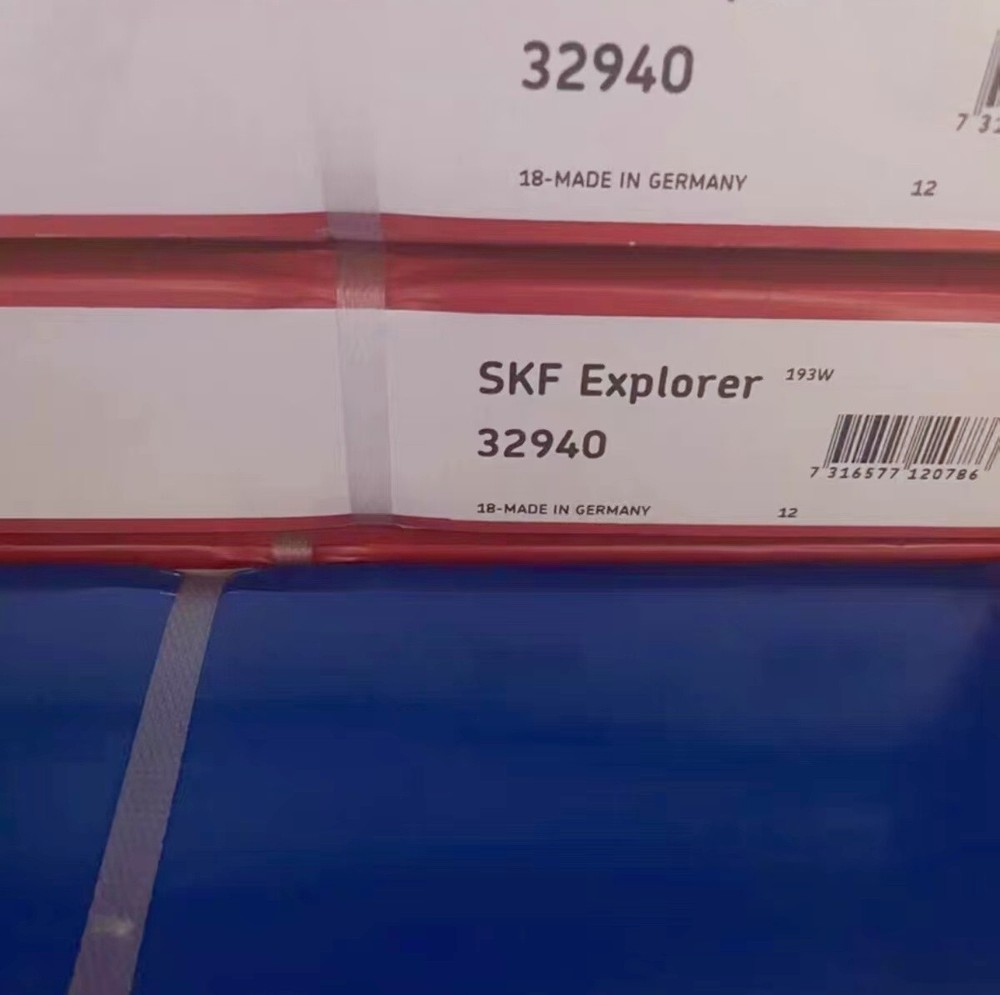 32940
7 31
18-MADE IN GERMANY 12
SKF Explorer 193W
32940
7 316577 120786
18-MADE IN GERMANY 12